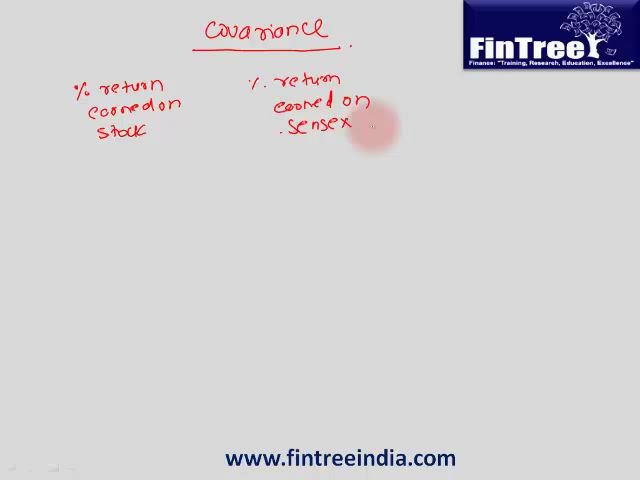 covariance
FinTree
Finance: "Training, Research, Education, Excellence"
% return
earned on
stock
% return
earned on
sensex
www.fintreeindia.com